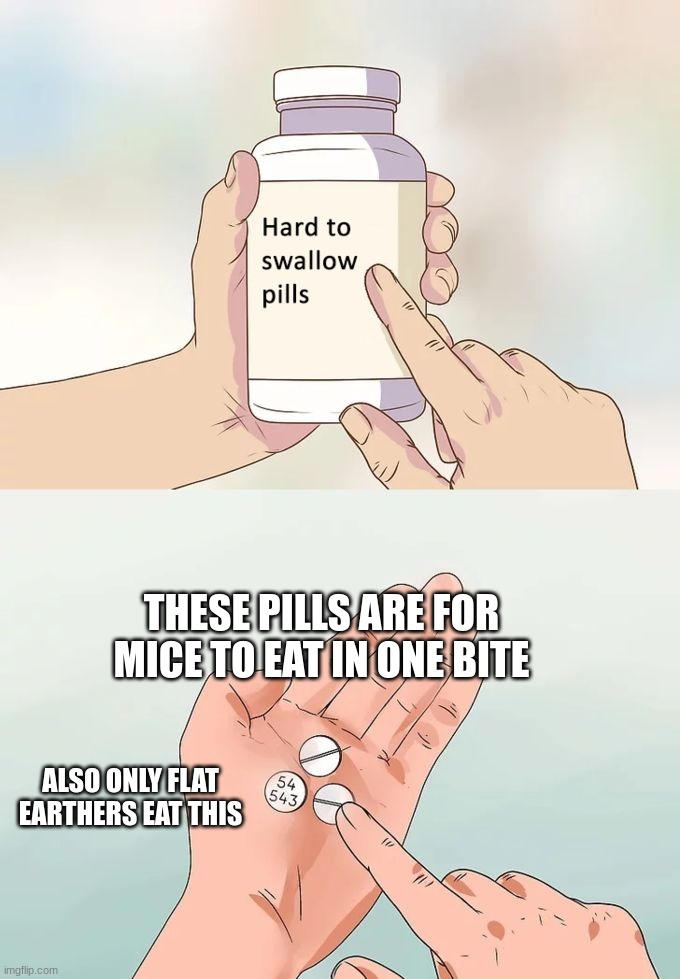 Hard to
swallow
pills
THESE PILLS ARE FOR
MICE TO EAT IN ONE BITE
ALSO ONLY FLAT
EARTHERS EAT THIS
54
543
imgflip.com